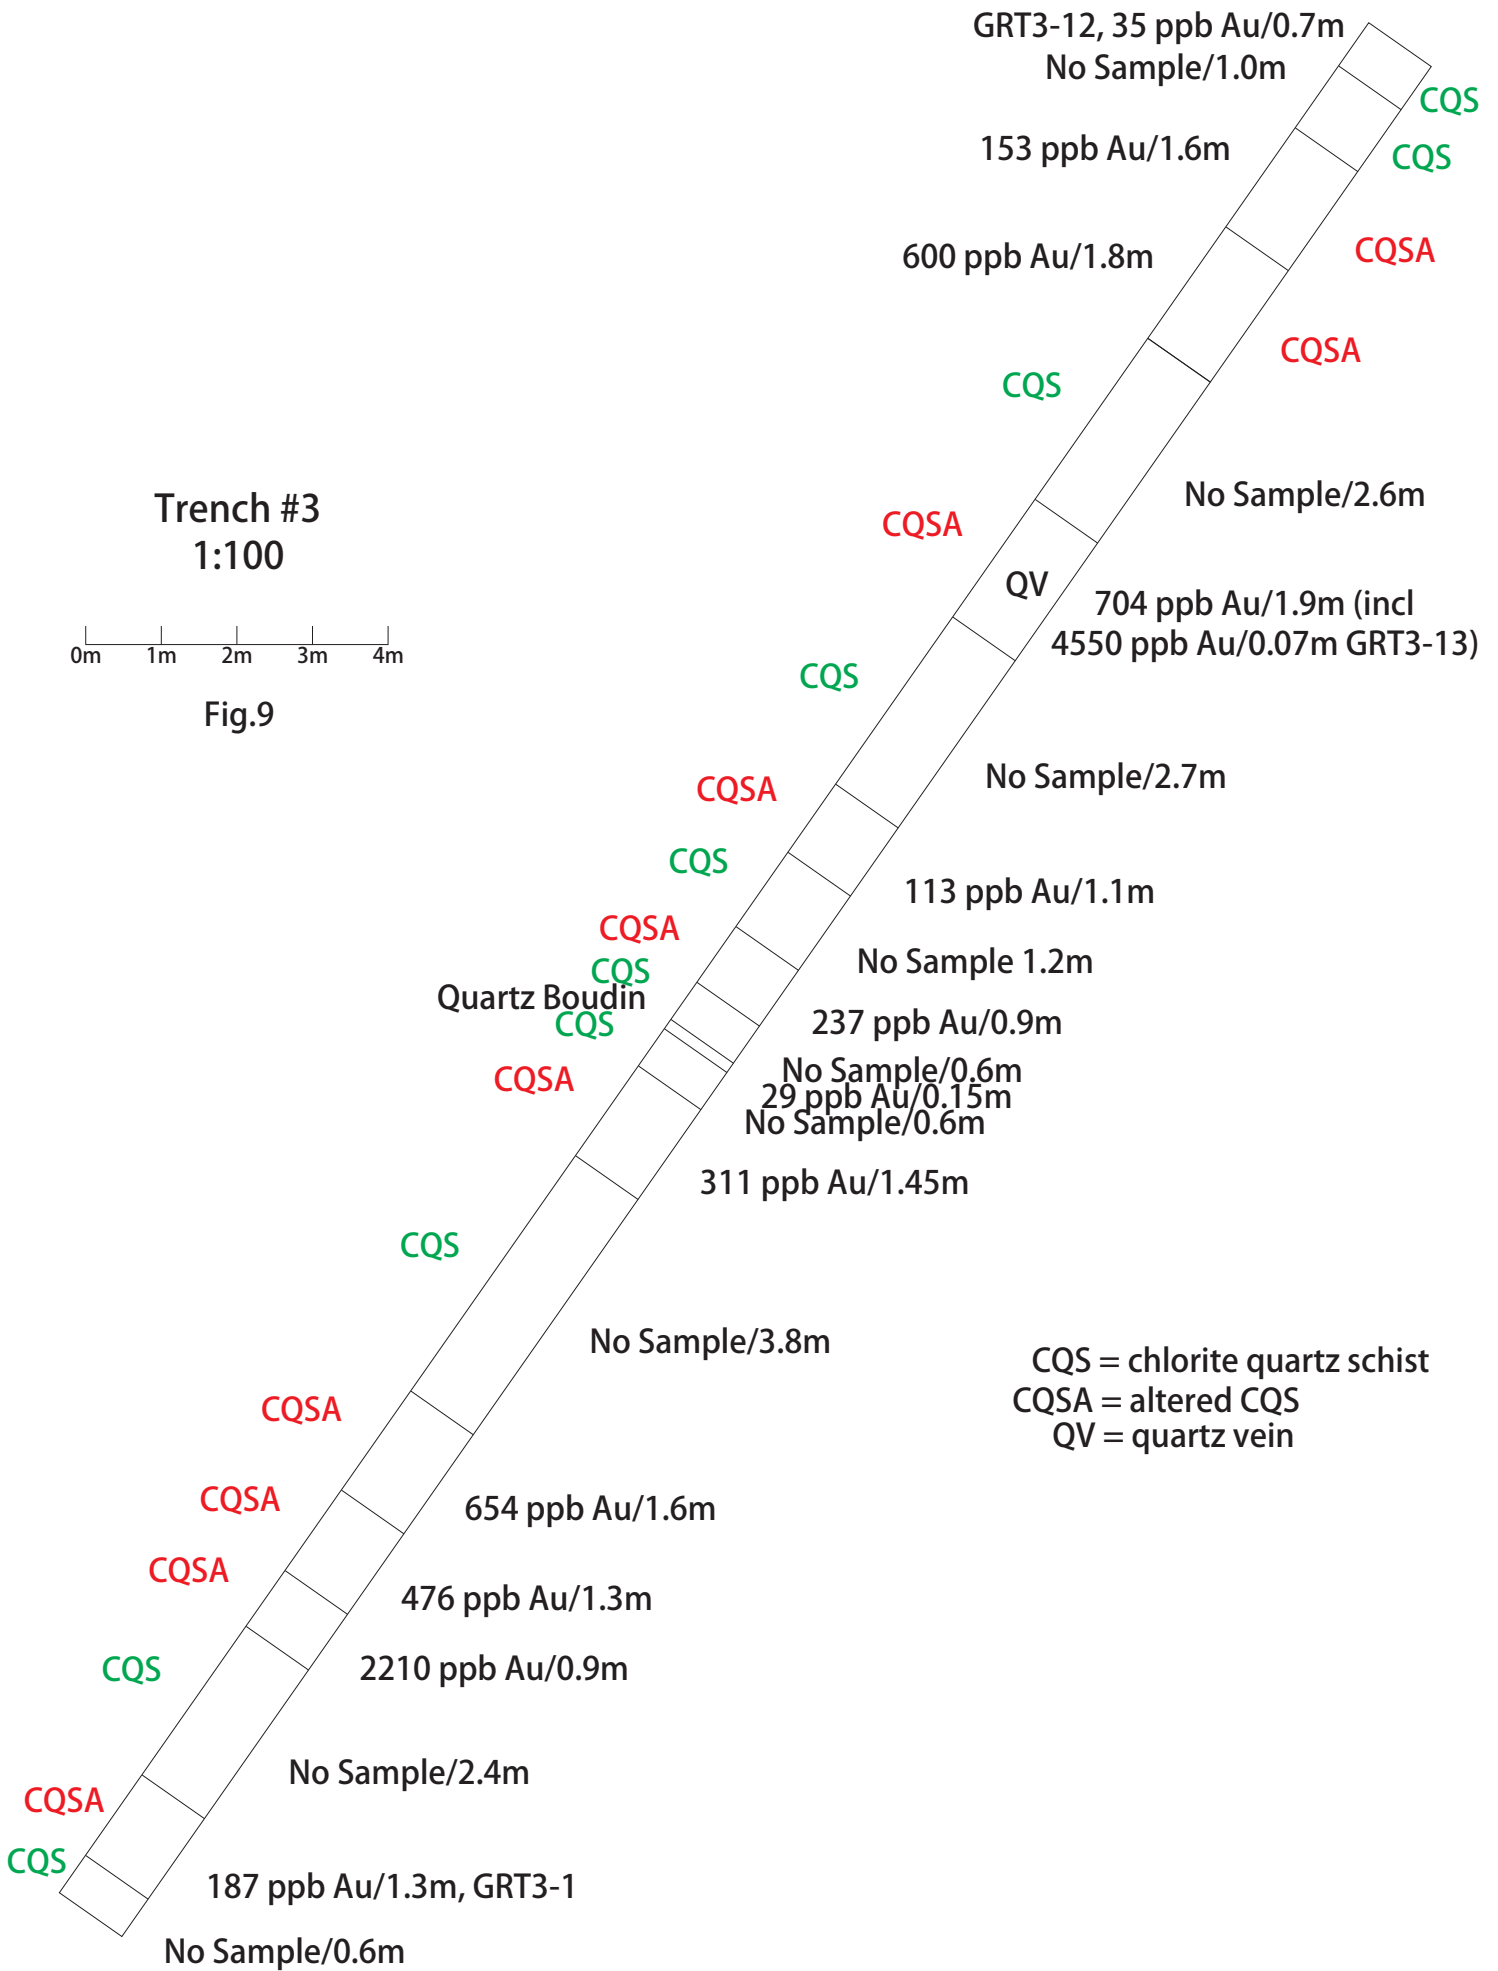 GRT3-12, 35 ppb Au/0.7m
No Sample/1.0m
CQS
153 ppb Au/1.6m
CQS
CQSA
600 ppb Au/1.8m
CQSA
CQS
No Sample/2.6m
Trench #3
1:100
CQSA
QV
704 ppb Au/1.9m (incl
4550 ppb Au/0.07m GRT3-13)
0m 1m 2m 3m 4m
CQS
Fig.9
No Sample/2.7m
CQSA
CQS
113 ppb Au/1.1m
CQSA
No Sample 1.2m
CQS
Quartz Boudin
CQS
237 ppb Au/0.9m
No Sample/0.6m
CQSA
29 ppb Au/0.15m
No Sample/0.6m
311 ppb Au/1.45m
CQS
No Sample/3.8m
CQS = chlorite quartz schist
CQSA = altered CQS
QV = quartz vein
CQSA
CQSA
654 ppb Au/1.6m
CQSA
476 ppb Au/1.3m
CQS
2210 ppb Au/0.9m
No Sample/2.4m
CQSA
CQS
187 ppb Au/1.3m, GRT3-1
No Sample/0.6m